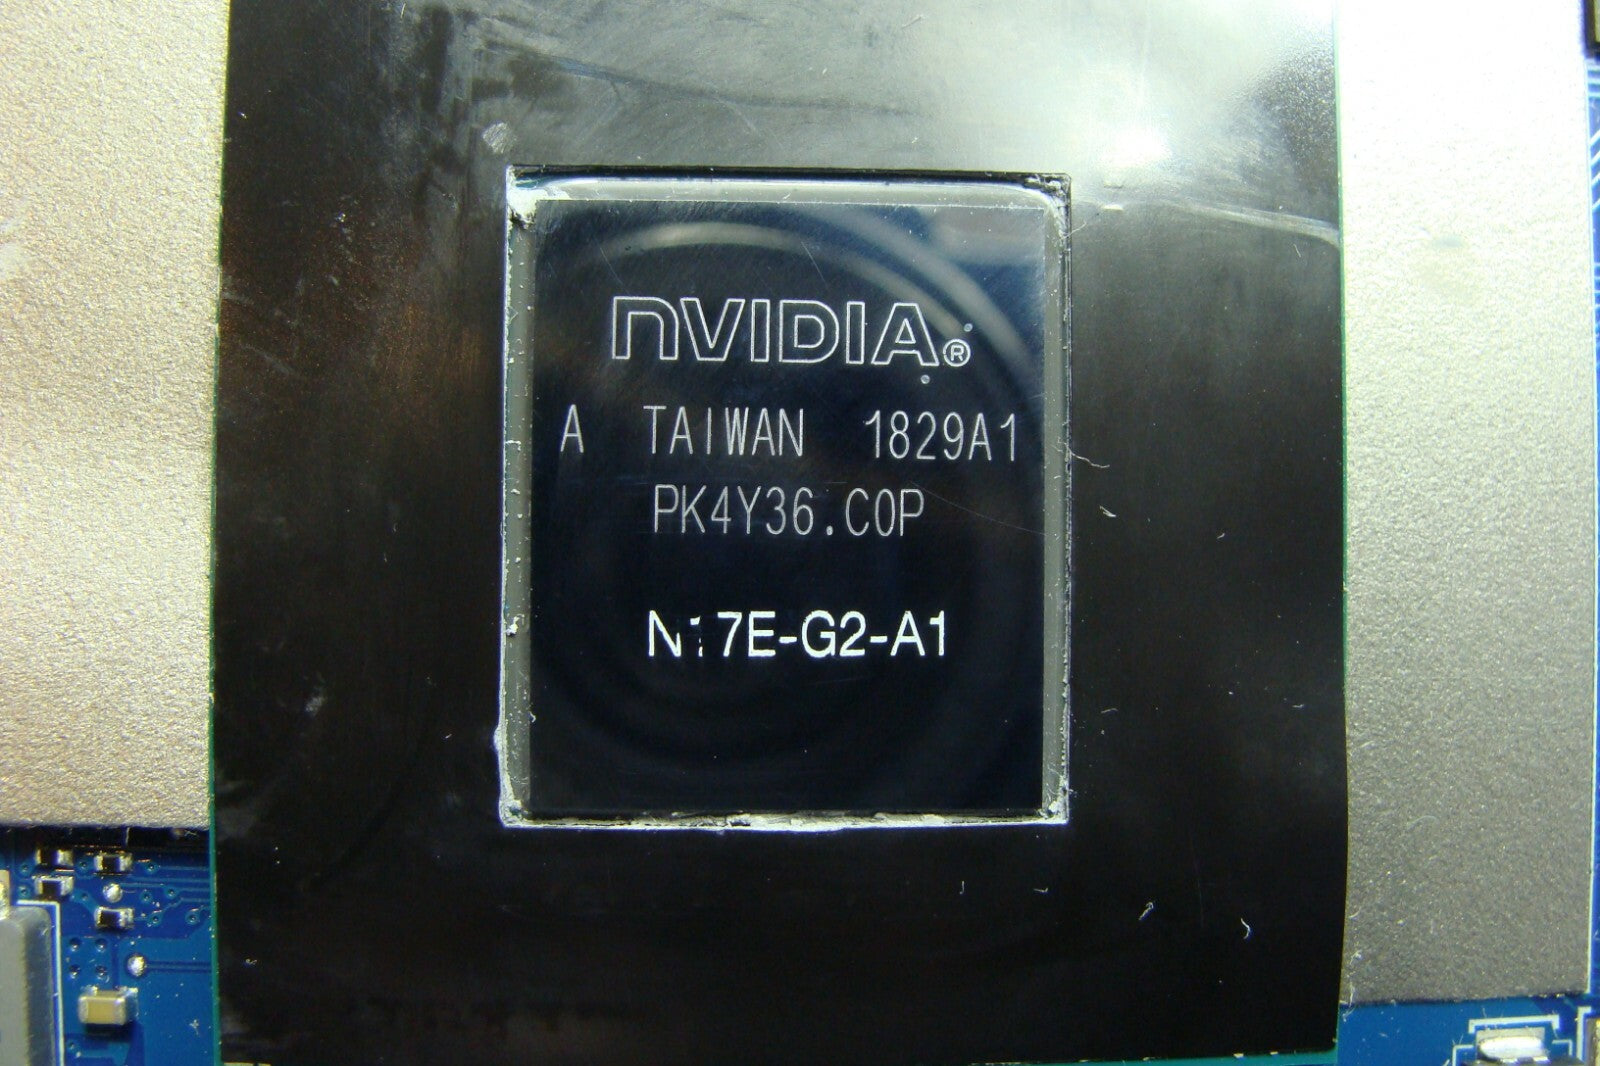 nVIDIA®
A TAIWAN 1829A1
PK4Y36.C0P
N17E-G2-A1